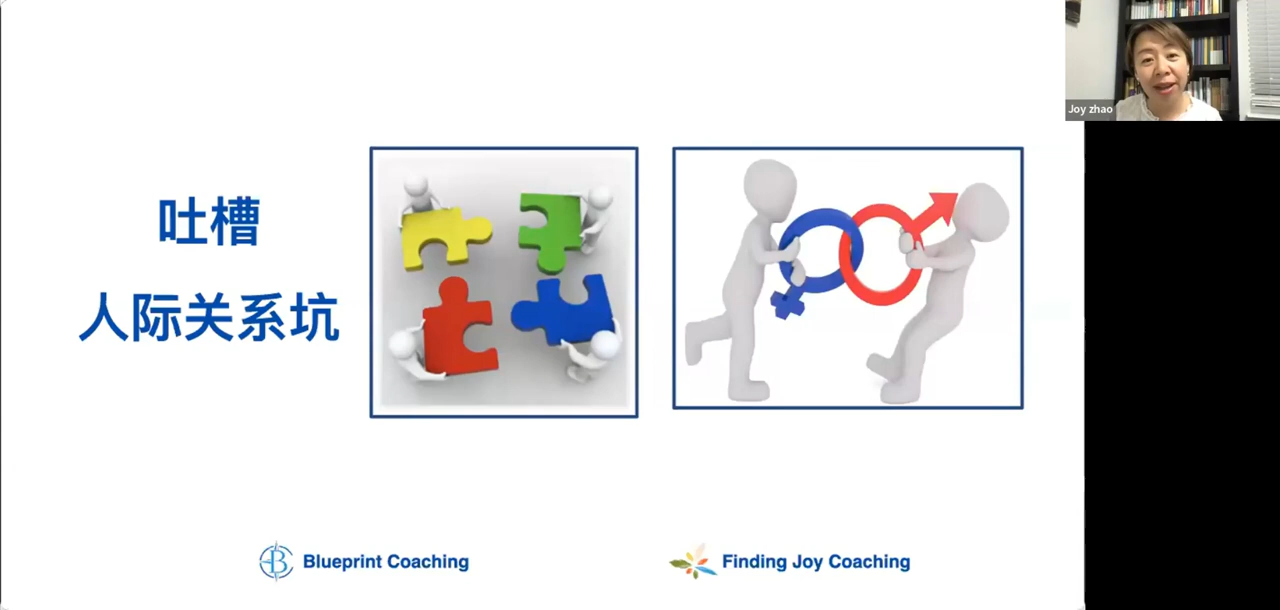 吐槽
人际关系坑
Blueprint Coaching
Finding Joy Coaching
Joy zhao